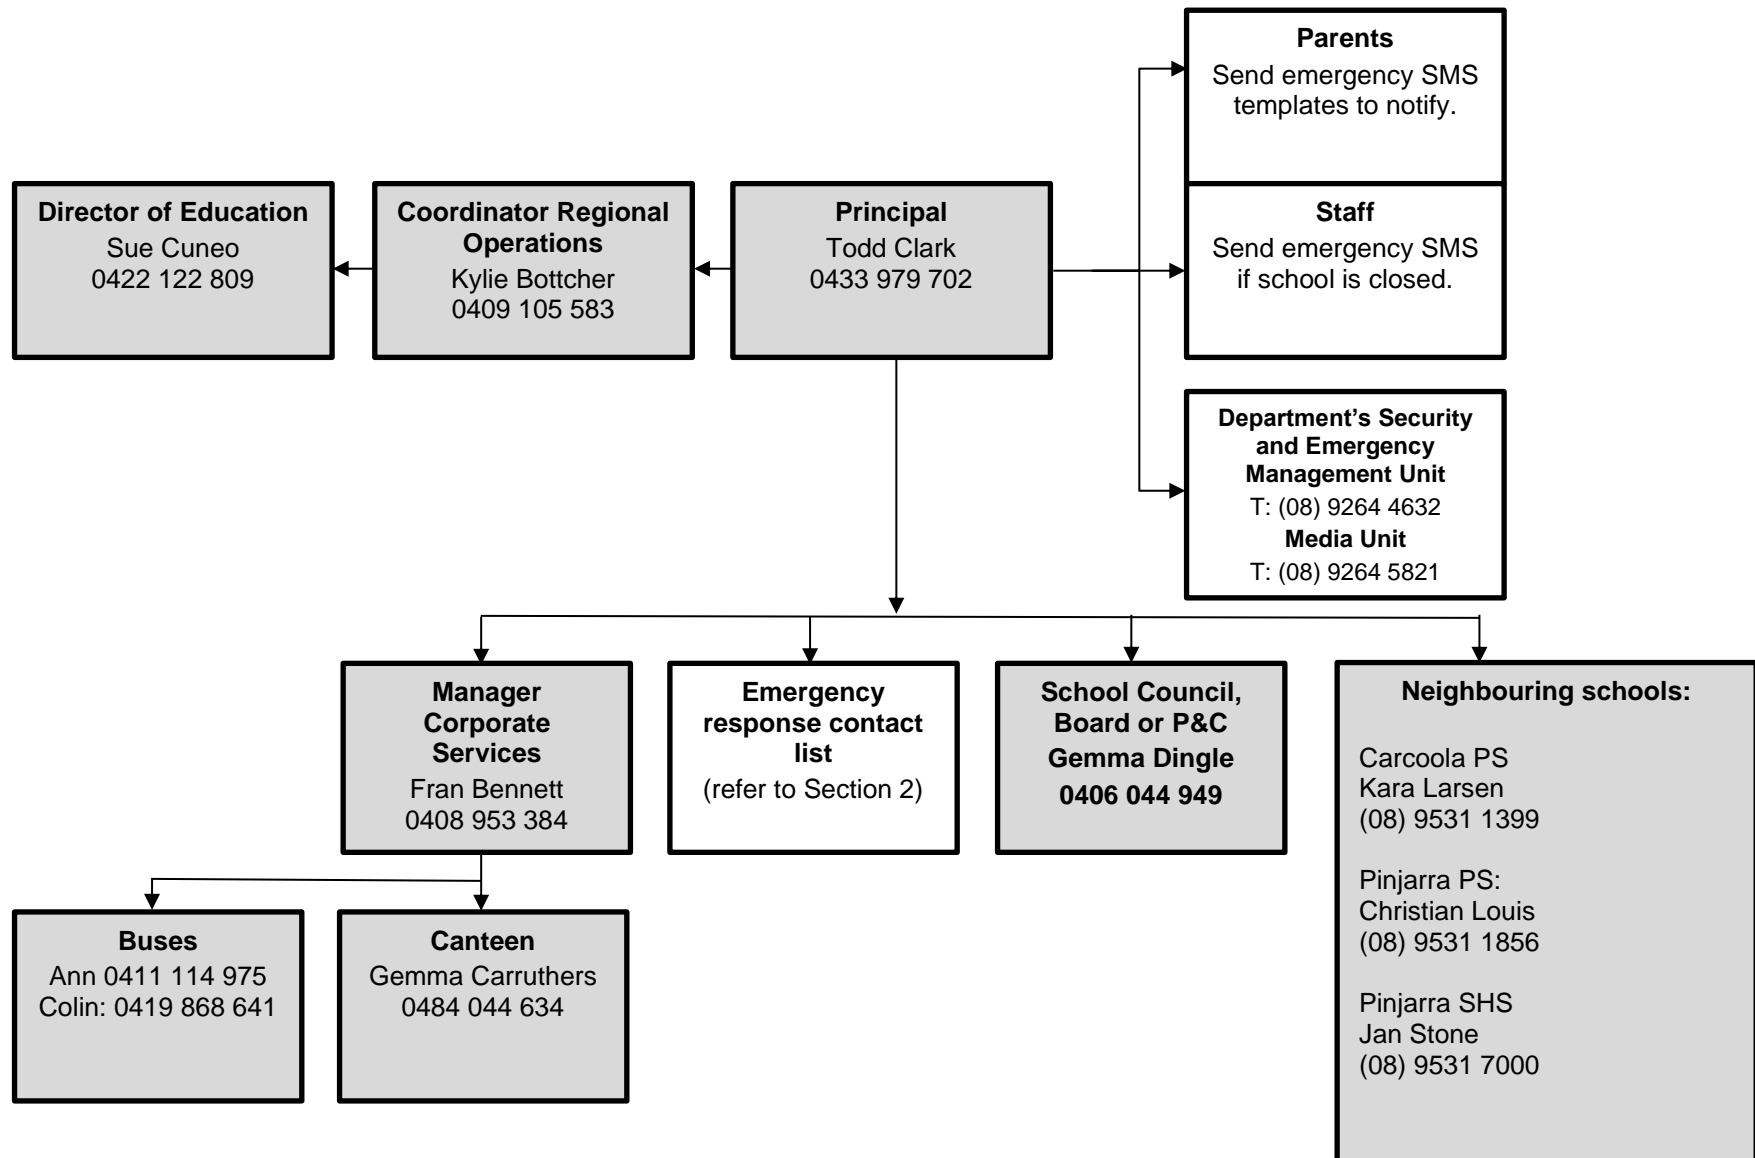 Parents
Send emergency SMS
templates to notify.
Director of Education
Sue Cuneo
0422 122 809
Coordinator Regional
Operations
Kylie Bottcher
0409 105 583
Principal
Todd Clark
0433 979 702
Staff
Send emergency SMS
if school is closed.
Department’s Security
and Emergency
Management Unit
T: (08) 9264 4632
Media Unit
T: (08) 9264 5821
Manager
Corporate
Services
Fran Bennett
0408 953 384
Emergency
response contact
list
(refer to Section 2)
School Council,
Board or P&C
Gemma Dingle
0406 044 949
Neighbouring schools:
Carcoola PS
Kara Larsen
(08) 9531 1399
Pinjarra PS:
Christian Louis
(08) 9531 1856
Pinjarra SHS
Jan Stone
(08) 9531 7000
Buses
Ann 0411 114 975
Colin: 0419 868 641
Canteen
Gemma Carruthers
0484 044 634